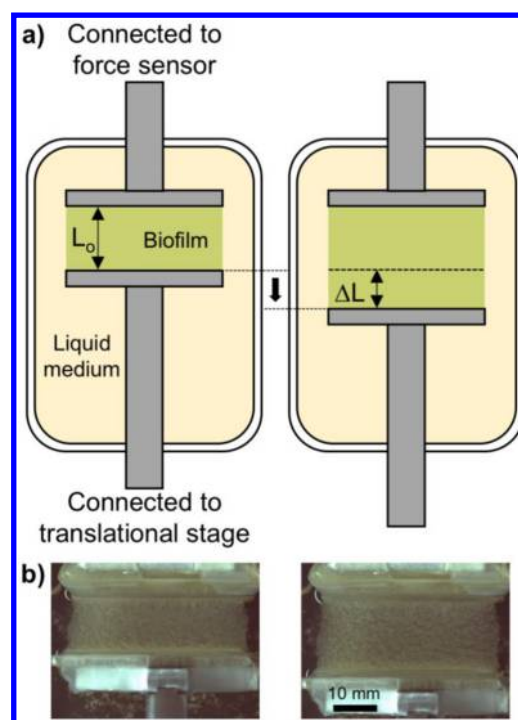 a)
Connected to
force sensor
Lo
Biofilm
ΔL
Liquid
medium
Connected to
translational stage
b)
10 mm